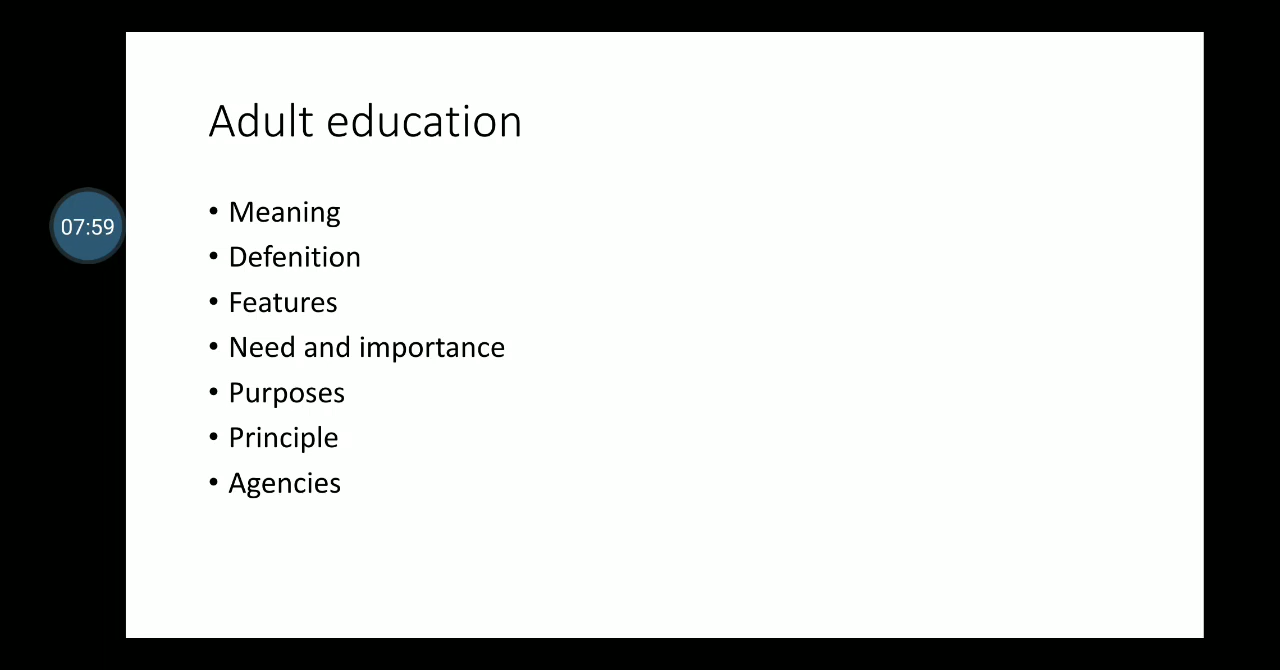 Adult education
07:59
• Meaning
• Defenition
• Features
• Need and importance
• Purposes
• Principle
• Agencies